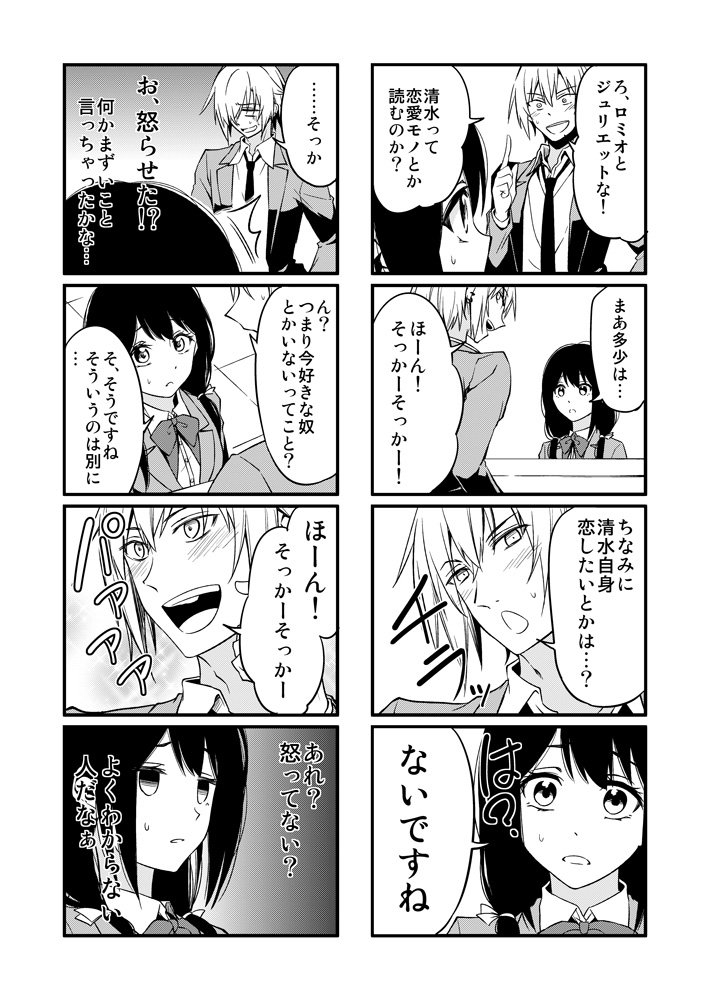 ろ、ロミオと
ジュリエットな！
清水って
恋愛モノとか
読むのか？
まあ多少は…
ほーん！
そっかーそっかー！
ちなみに
清水自身
恋したいとかは…？
チラッ
は？
ないですね
……そっか
お、怒らせた!?
何かまずいこと
言っちゃったかな…
ん？
つまり今好きな奴
とかいないってこと？
そ、そうですね
そういうのは別に
…
ほーん！
そっかーそっかー
パァァァ
あれ？
怒ってない？
よくわからない
人だなぁ